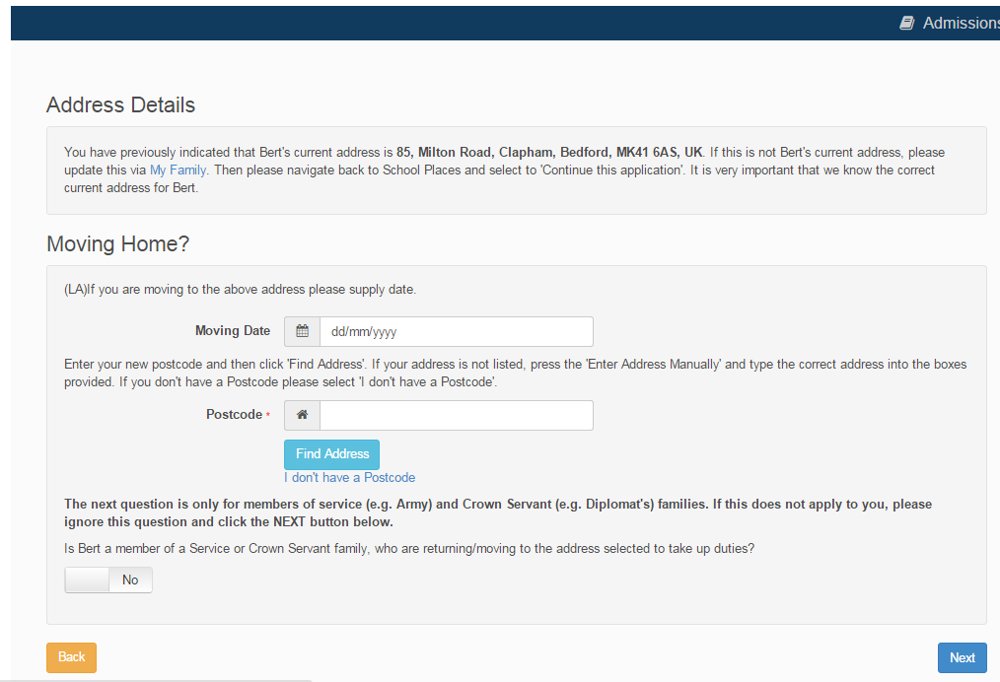 Admissions
Address Details
You have previously indicated that Bert's current address is 85, Milton Road, Clapham, Bedford, MK41 6AS, UK. If this is not Bert's current address, please
update this via My Family. Then please navigate back to School Places and select to 'Continue this application'. It is very important that we know the correct
current address for Bert.
Moving Home?
(LA)If you are moving to the above address please supply date.
Moving Date dd/mm/yyyy
Enter your new postcode and then click 'Find Address'. If your address is not listed, press the 'Enter Address Manually' and type the correct address into the boxes
provided. If you don't have a Postcode please select 'I don't have a Postcode'.
Postcode *
Find Address
I don't have a Postcode
The next question is only for members of service (e.g. Army) and Crown Servant (e.g. Diplomat's) families. If this does not apply to you, please
ignore this question and click the NEXT button below.
Is Bert a member of a Service or Crown Servant family, who are returning/moving to the address selected to take up duties?
No
Back Next